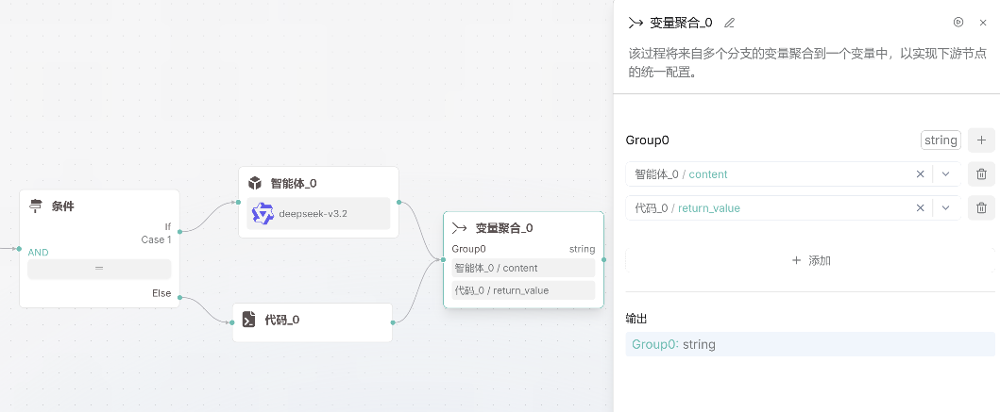 条件
If
Case 1
AND
=
Else
智能体_0
deepseek-v3.2
代码_0
变量聚合_0
Group0 string
智能体_0 / content
代码_0 / return_value
变量聚合_0
该过程将来自多个分支的变量聚合到一个变量中，以实现下游节点
的统一配置。
Group0 string
智能体_0 / content
代码_0 / return_value
添加
输出
Group0: string